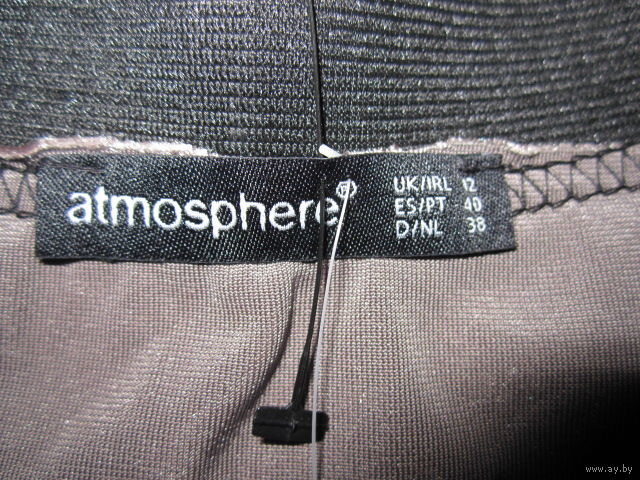 atmosphere®
UK/IRL 12
ES/PT 40
D/NL 38
www.ay.by